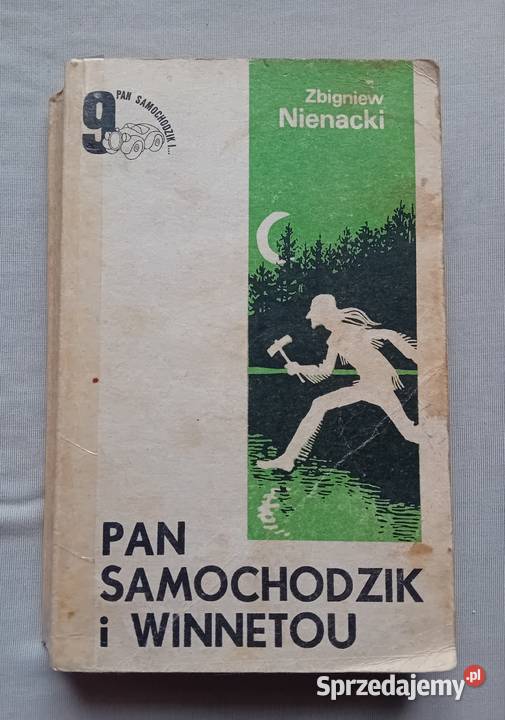 9
PAN SAMOCHODZIK I...
Zbigniew
Nienacki
PAN
SAMOCHODZIK
i WINNETOU
Sprzedajemy.pl